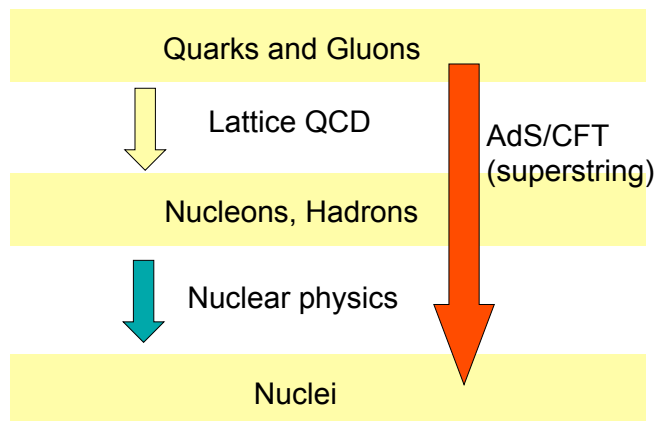 Quarks and Gluons
Lattice QCD
AdS/CFT
(superstring)
Nucleons, Hadrons
Nuclear physics
Nuclei